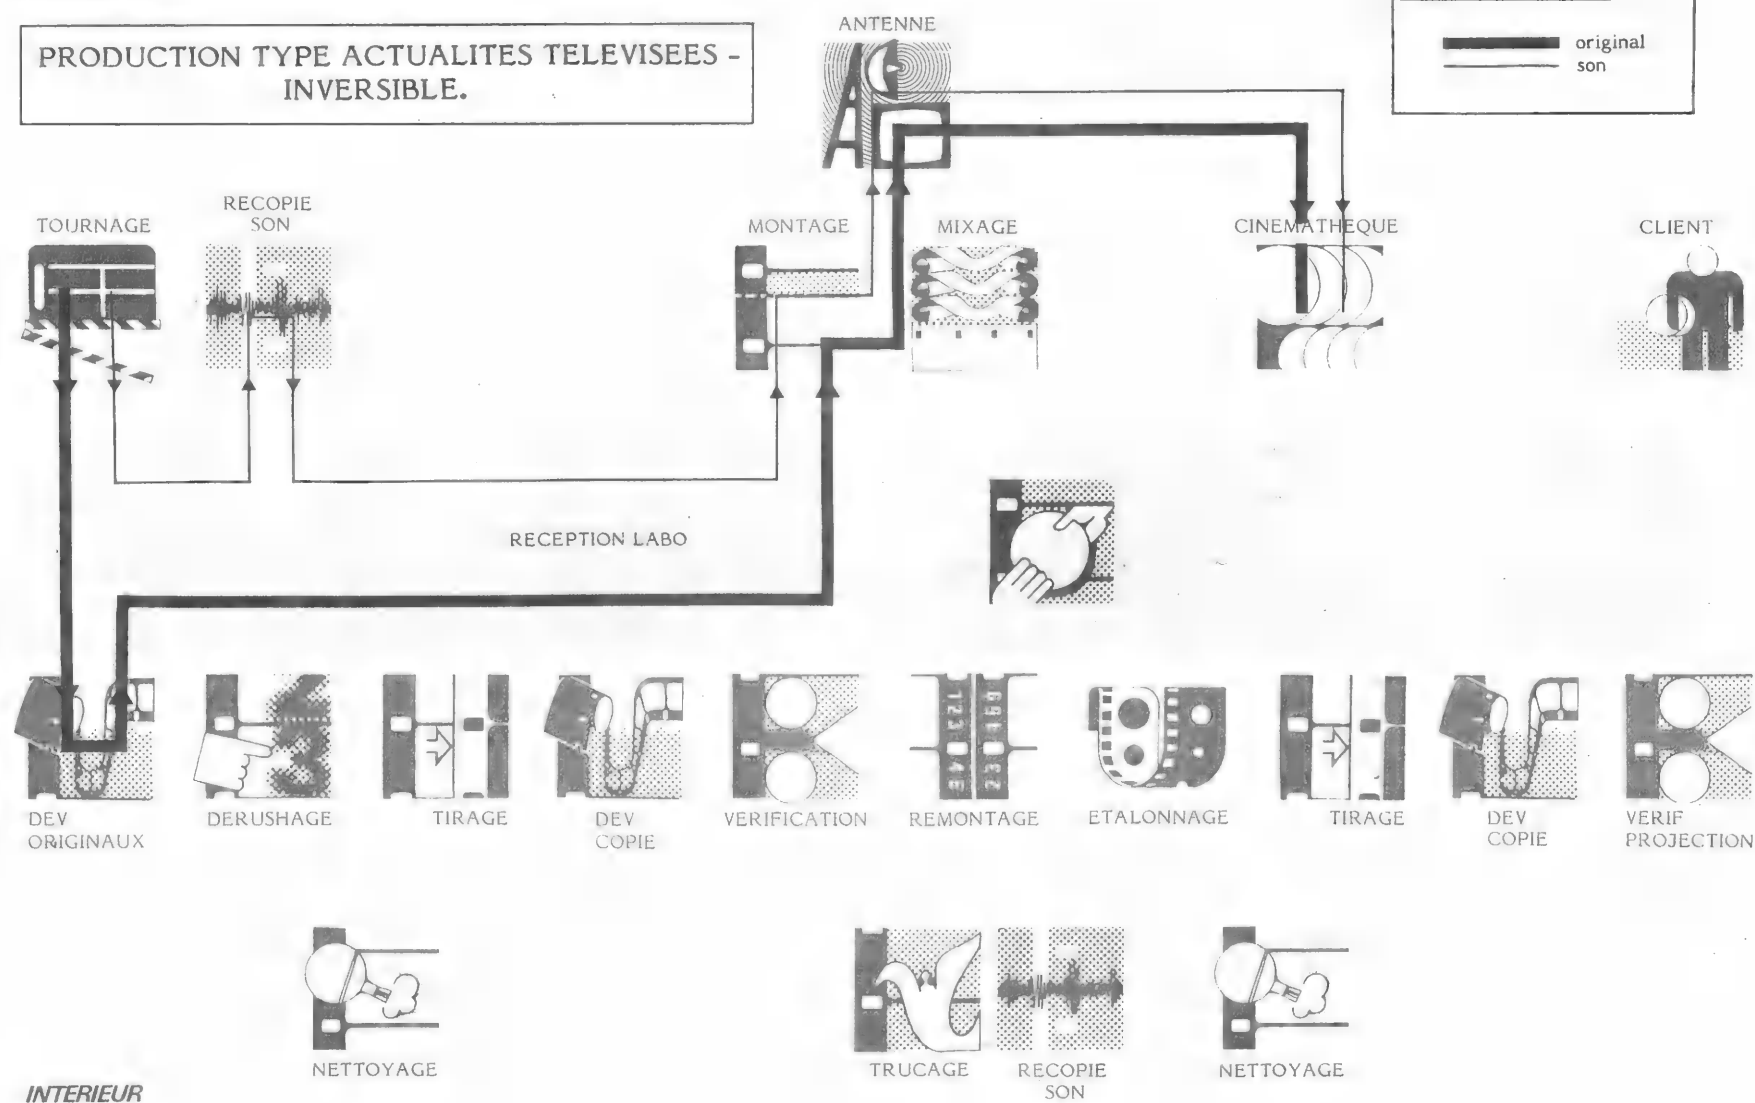 PRODUCTION TYPE ACTUALITES TELEVISEES -
INVERSIBLE.
ANTENNE
original
son
TOURNAGE
RECOPIE
SON
MONTAGE
MIXAGE
CINEMATHEQUE
CLIENT
RECEPTION LABO
DEV
ORIGINAUX
DERUSHAGE
TIRAGE
DEV
COPIE
VERIFICATION
REMONTAGE
ETALONNAGE
TIRAGE
DEV
COPIE
VERIF
PROJECTION
NETTOYAGE
TRUCAGE
RECOPIE
SON
NETTOYAGE
INTERIEUR